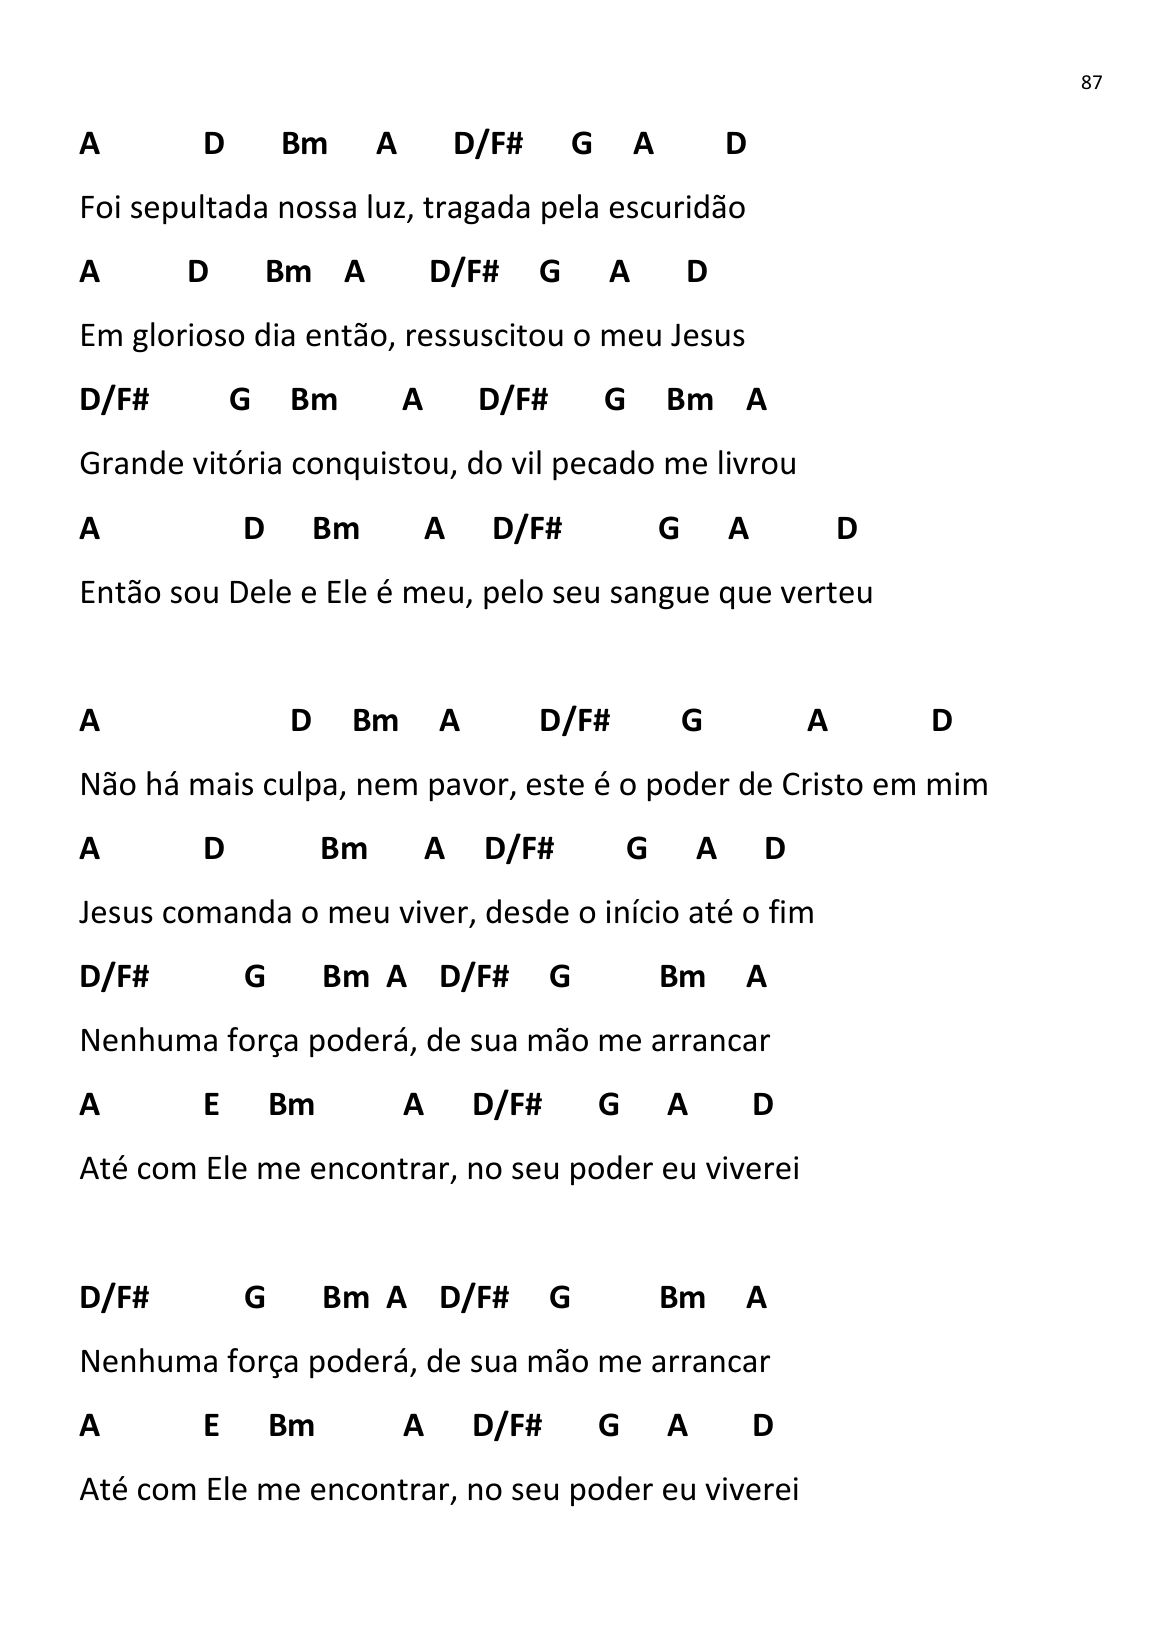 87
A D Bm A D/F# G A D
Foi sepultada nossa luz, tragada pela escuridão
A D Bm A D/F# G A D
Em glorioso dia então, ressuscitou o meu Jesus
D/F# G Bm A D/F# G Bm A
Grande vitória conquistou, do vil pecado me livrou
A D Bm A D/F# G A D
Então sou Dele e Ele é meu, pelo seu sangue que verteu
A D Bm A D/F# G A D
Não há mais culpa, nem pavor, este é o poder de Cristo em mim
A D Bm A D/F# G A D
Jesus comanda o meu viver, desde o início até o fim
D/F# G Bm A D/F# G Bm A
Nenhuma força poderá, de sua mão me arrancar
A E Bm A D/F# G A D
Até com Ele me encontrar, no seu poder eu viverei
D/F# G Bm A D/F# G Bm A
Nenhuma força poderá, de sua mão me arrancar
A E Bm A D/F# G A D
Até com Ele me encontrar, no seu poder eu viverei